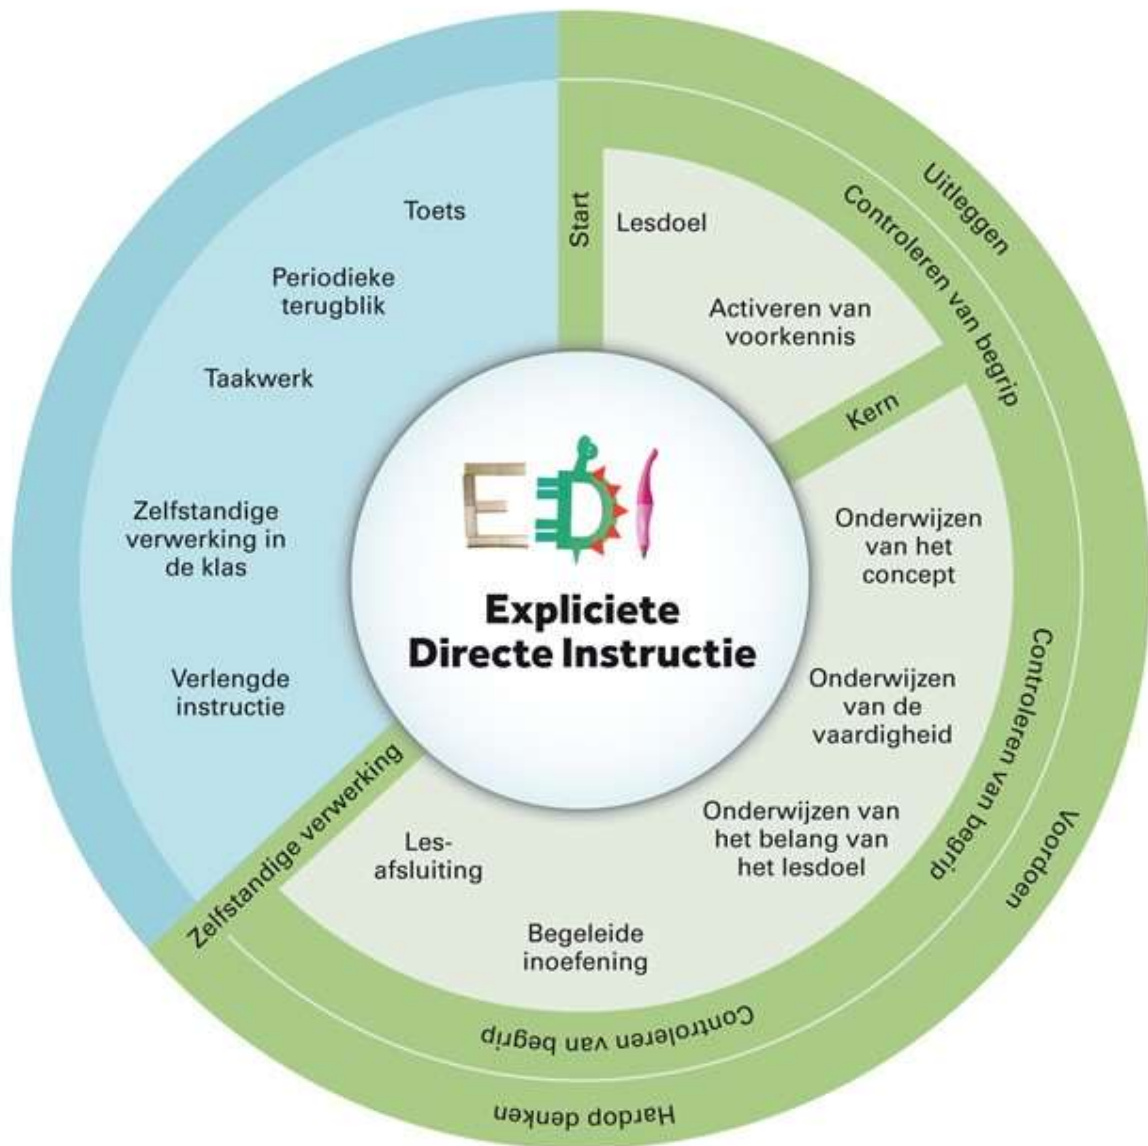 Uitleggen
Controleren van begrip
Start
Lesdoel
Activeren van
voorkennis
Kern
Onderwijzen
van het
concept
Onderwijzen
van de
vaardigheid
Onderwijzen van
het belang van
het lesdoel
Controleren van begrip
Voordoen
Begeleide
inoefening
Les-
afsluiting
Controleren van begrip
Hardop denken
Zelfstandige verwerking
Verlengde
instructie
Zelfstandige
verwerking in
de klas
Taakwerk
Periodieke
terugblik
Toets
EDI
Expliciete
Directe Instructie